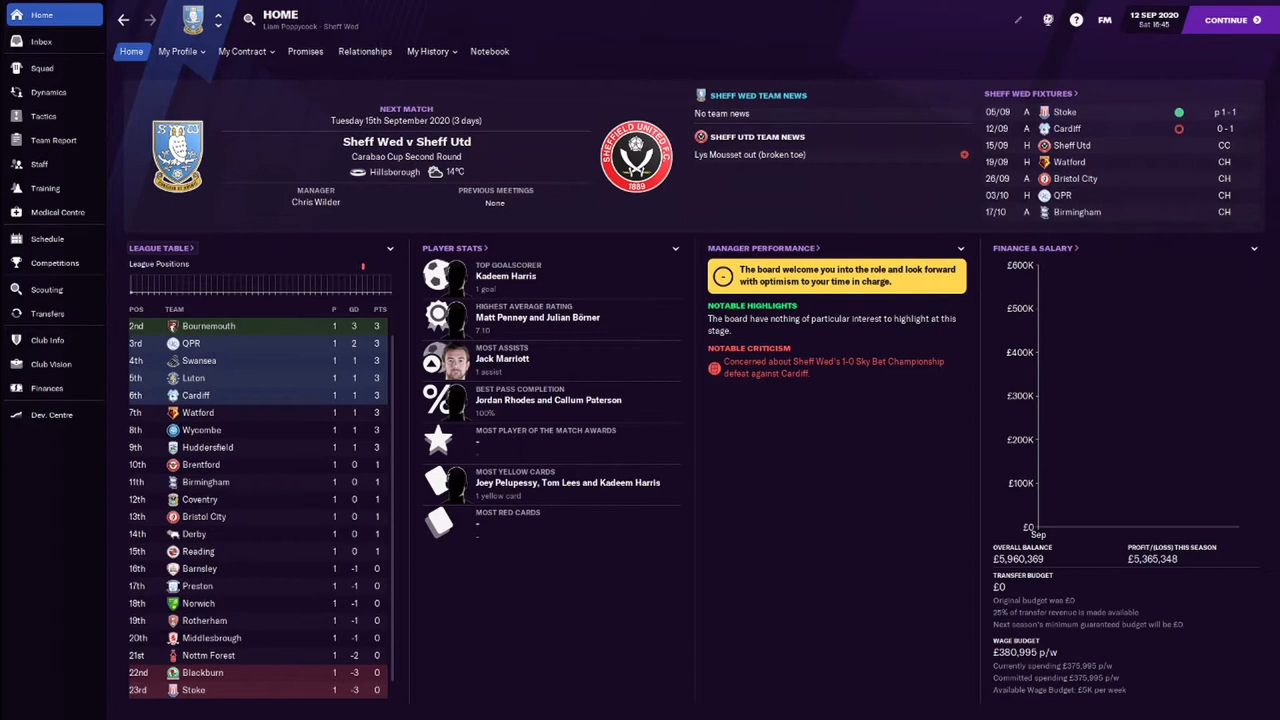 Home
Inbox
Squad
Dynamics
Tactics
Team Report
Staff
Training
Medical Centre
Schedule
Competitions
Scouting
Transfers
Club Info
Club Vision
Finances
Dev. Centre
HOME
Liam Poppycock - Sheff Wed
FM
12 SEP 2020
Sat 16:45
CONTINUE
Home My Profile My Contract Promises Relationships My History Notebook
NEXT MATCH
Tuesday 15th September 2020 (3 days)
Sheff Wed v Sheff Utd
Carabao Cup Second Round
Hillsborough 14°C
MANAGER
Chris Wilder
PREVIOUS MEETINGS
None
SHEFFIELD UNITED F.C.
1889
SHEFF WED TEAM NEWS
No team news
SHEFF UTD TEAM NEWS
Lys Mousset out (broken toe)
SHEFF WED FIXTURES
05/09 A Stoke p 1 - 1
12/09 A Cardiff 0 - 1
15/09 H Sheff Utd CC
19/09 H Watford CH
26/09 A Bristol City CH
03/10 H QPR CH
17/10 A Birmingham CH
LEAGUE TABLE
League Positions
POS TEAM P GD PTS
2nd Bournemouth 1 3 3
3rd QPR 1 2 3
4th Swansea 1 1 3
5th Luton 1 1 3
6th Cardiff 1 1 3
7th Watford 1 1 3
8th Wycombe 1 1 3
9th Huddersfield 1 1 3
10th Brentford 1 0 1
11th Birmingham 1 0 1
12th Coventry 1 0 1
13th Bristol City 1 0 1
14th Derby 1 0 1
15th Reading 1 0 1
16th Barnsley 1 -1 0
17th Preston 1 -1 0
18th Norwich 1 -1 0
19th Rotherham 1 -1 0
20th Middlesbrough 1 -1 0
21st Nottm Forest 1 -2 0
22nd Blackburn 1 -3 0
23rd Stoke 1 -3 0
PLAYER STATS
TOP GOALSCORER
Kadeem Harris
1 goal
HIGHEST AVERAGE RATING
Matt Penney and Julian Börner
7.10
MOST ASSISTS
Jack Marriott
1 assist
BEST PASS COMPLETION
Jordan Rhodes and Callum Paterson
100%
MOST PLAYER OF THE MATCH AWARDS
-
-
MOST YELLOW CARDS
Joey Pelupessy, Tom Lees and Kadeem Harris
1 yellow card
MOST RED CARDS
-
-
MANAGER PERFORMANCE
The board welcome you into the role and look forward
with optimism to your time in charge.
NOTABLE HIGHLIGHTS
The board have nothing of particular interest to highlight at this
stage.
NOTABLE CRITICISM
Concerned about Sheff Wed's 1-0 Sky Bet Championship
defeat against Cardiff.
FINANCE & SALARY
£600K
£500K
£400K
£300K
£200K
£100K
£0
Sep
OVERALL BALANCE
£5,960,369
PROFIT/(LOSS) THIS SEASON
£5,365,348
TRANSFER BUDGET
£0
Original budget was £0
25% of transfer revenue is made available
Next season's minimum guaranteed budget will be £0
WAGE BUDGET
£380,995 p/w
Currently spending £375,995 p/w
Committed spending £375,995 p/w
Available Wage Budget: £5K per week